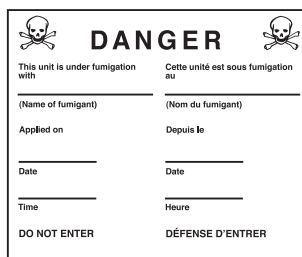 DANGER
This unit is under fumigation
with
(Name of fumigant)
Applied on
Date
Time
DO NOT ENTER
Cette unité est sous fumigation
au
(Nom du fumigant)
Depuis le
Date
Heure
DÉFENSE D'ENTRER